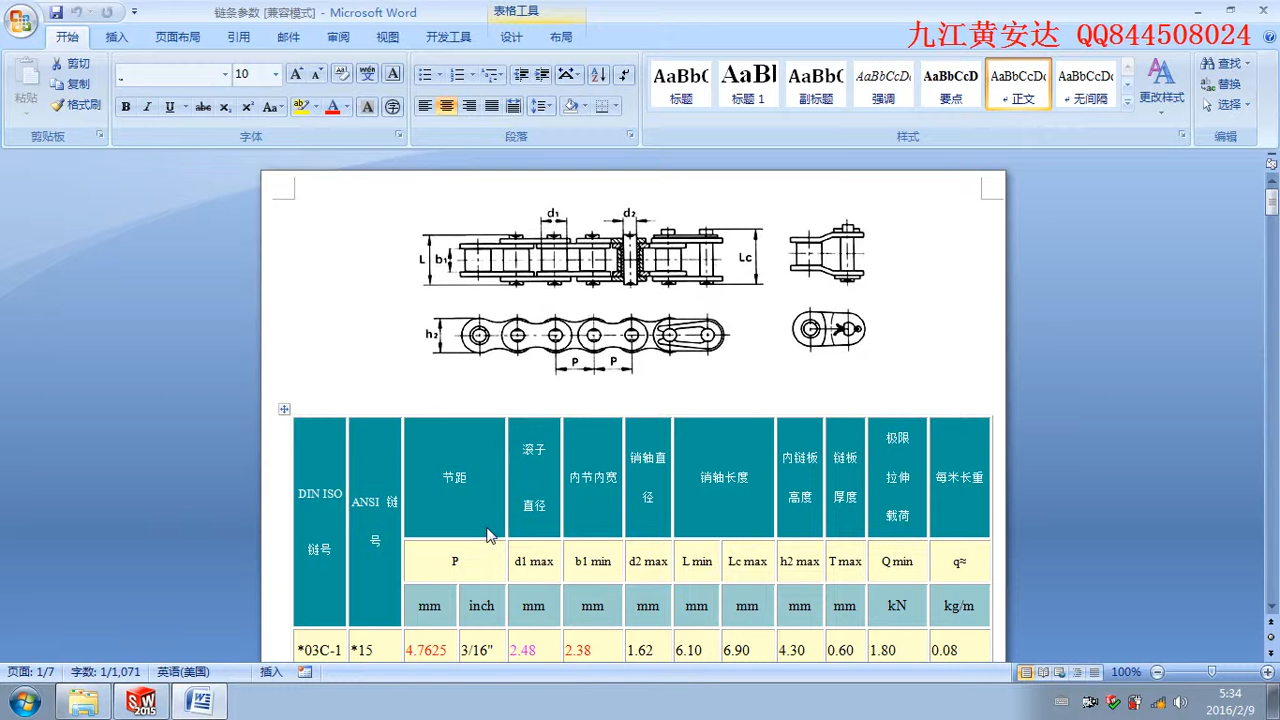 链条参数 [兼容模式] - Microsoft Word
表格工具
九江黄安达 QQ844508024
开始 插入 页面布局 引用 邮件 审阅 视图 开发工具 设计 布局
粘贴
剪切
复制
格式刷
剪贴板
10
字体
段落
AaBbC 标题
AaBl 标题 1
AaBbC 副标题
AaBbCcDc 强调
AaBbCcD 要点
AaBbCcDc 正文
AaBbCcDc 无间隔
更改样式
样式
查找
替换
选择
编辑
d1 d2
L b1 Lc
h2
P P
DIN ISO 链号
ANSI 链号
节距
滚子直径
内节内宽
销轴直径
销轴长度
内链板高度
链板厚度
极限拉伸载荷
每米长重
P d1 max b1 min d2 max L min Lc max h2 max T max Q min q≈
mm inch mm mm mm mm mm mm mm kN kg/m
*03C-1 *15 4.7625 3/16" 2.48 2.38 1.62 6.10 6.90 4.30 0.60 1.80 0.08
页面: 1/7 字数: 1/1,071 英语(美国) 插入 100%
SW 2015
5:34
2016/2/9